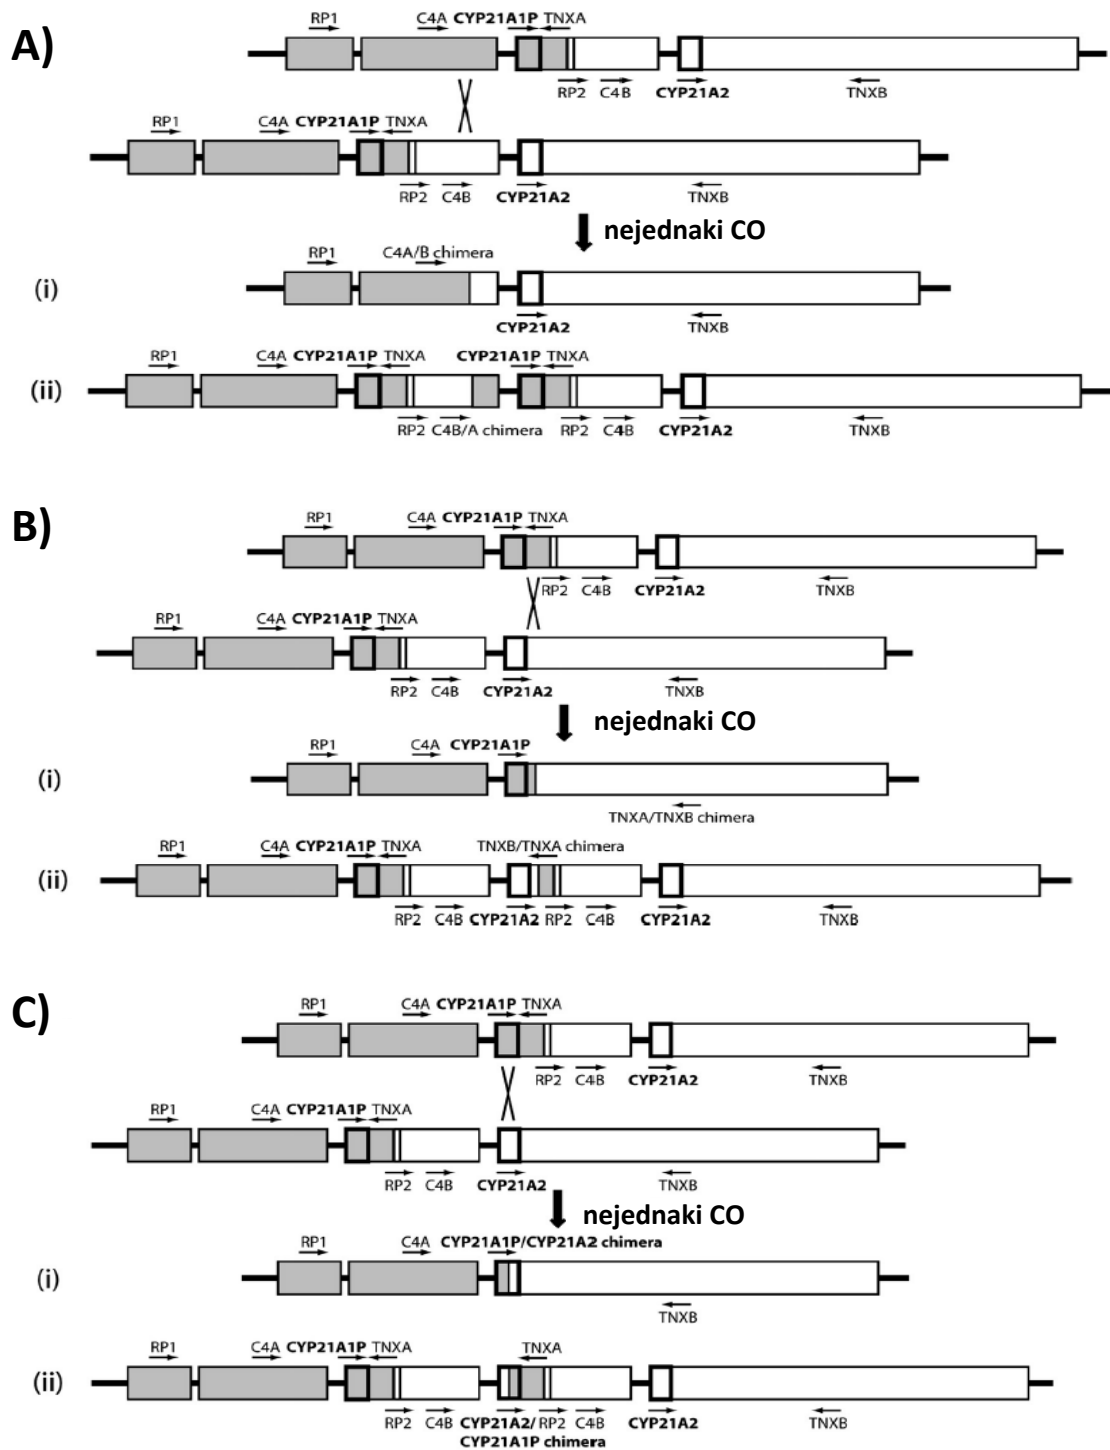 A)
RP1 C4A CYP21A1P TNXA
RP2 C4B CYP21A2 TNXB
RP1 C4A CYP21A1P TNXA
RP2 C4B CYP21A2 TNXB
nejednaki CO
RP1 C4A/B chimera
(i)
CYP21A2 TNXB
RP1 C4A CYP21A1P TNXA CYP21A1P TNXA
(ii)
RP2 C4B/A chimera RP2 C4B CYP21A2 TNXB
B)
RP1 C4A CYP21A1P TNXA
RP2 C4B CYP21A2 TNXB
RP1 C4A CYP21A1P TNXA
RP2 C4B CYP21A2 TNXB
nejednaki CO
RP1 C4A CYP21A1P
(i)
TNXA/TNXB chimera
RP1 C4A CYP21A1P TNXA TNXB/TNXA chimera
(ii)
RP2 C4B CYP21A2 RP2 C4B CYP21A2 TNXB
C)
RP1 C4A CYP21A1P TNXA
RP2 C4B CYP21A2 TNXB
RP1 C4A CYP21A1P TNXA
RP2 C4B CYP21A2 TNXB
nejednaki CO
RP1 C4A CYP21A1P/CYP21A2 chimera
(i)
TNXB
RP1 C4A CYP21A1P TNXA TNXA
(ii)
RP2 C4B CYP21A2/ RP2 C4B CYP21A2 TNXB
CYP21A1P chimera